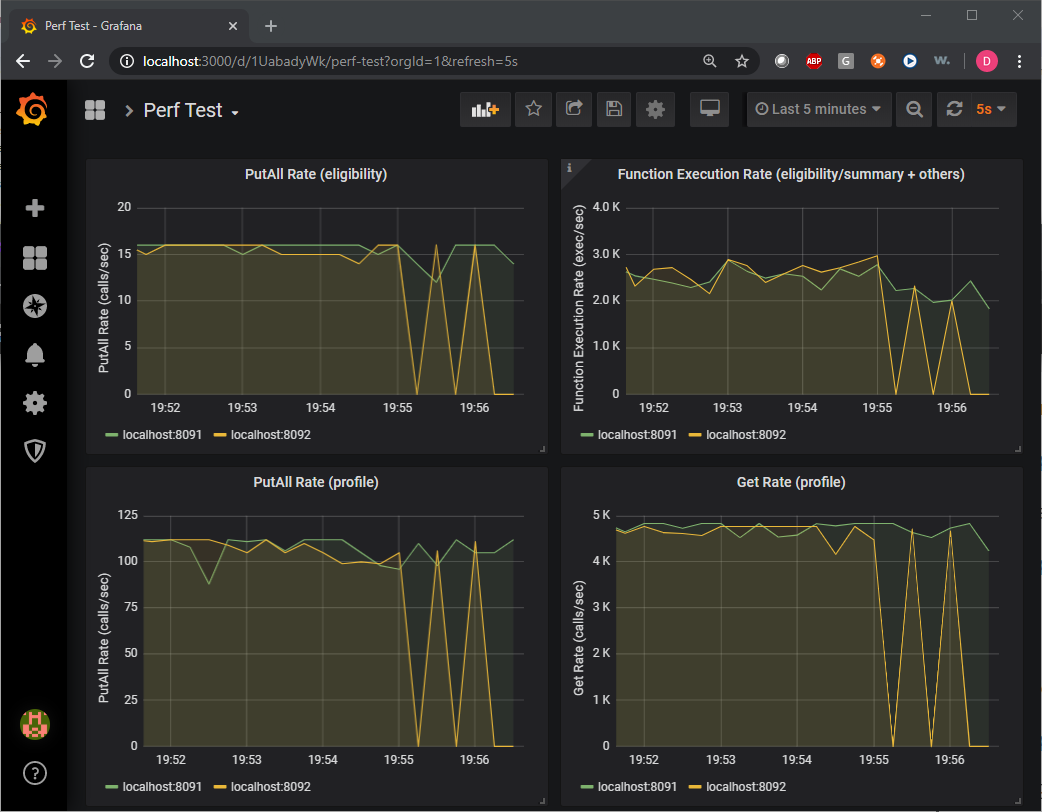 Perf Test - Grafana
localhost:3000/d/1UabadyWk/perf-test?orgId=1&refresh=5s
ABP G W. D
Perf Test
Last 5 minutes 5s
PutAll Rate (eligibility)
PutAll Rate (calls/sec)
20
15
10
5
0
19:52 19:53 19:54 19:55 19:56
localhost:8091 localhost:8092
i
Function Execution Rate (eligibility/summary + others)
Function Execution Rate (exec/sec)
4.0 K
3.0 K
2.0 K
1.0 K
0
19:52 19:53 19:54 19:55 19:56
localhost:8091 localhost:8092
PutAll Rate (profile)
PutAll Rate (calls/sec)
125
100
75
50
25
0
19:52 19:53 19:54 19:55 19:56
localhost:8091 localhost:8092
Get Rate (profile)
Get Rate (calls/sec)
5 K
4 K
3 K
2 K
1 K
0
19:52 19:53 19:54 19:55 19:56
localhost:8091 localhost:8092
?